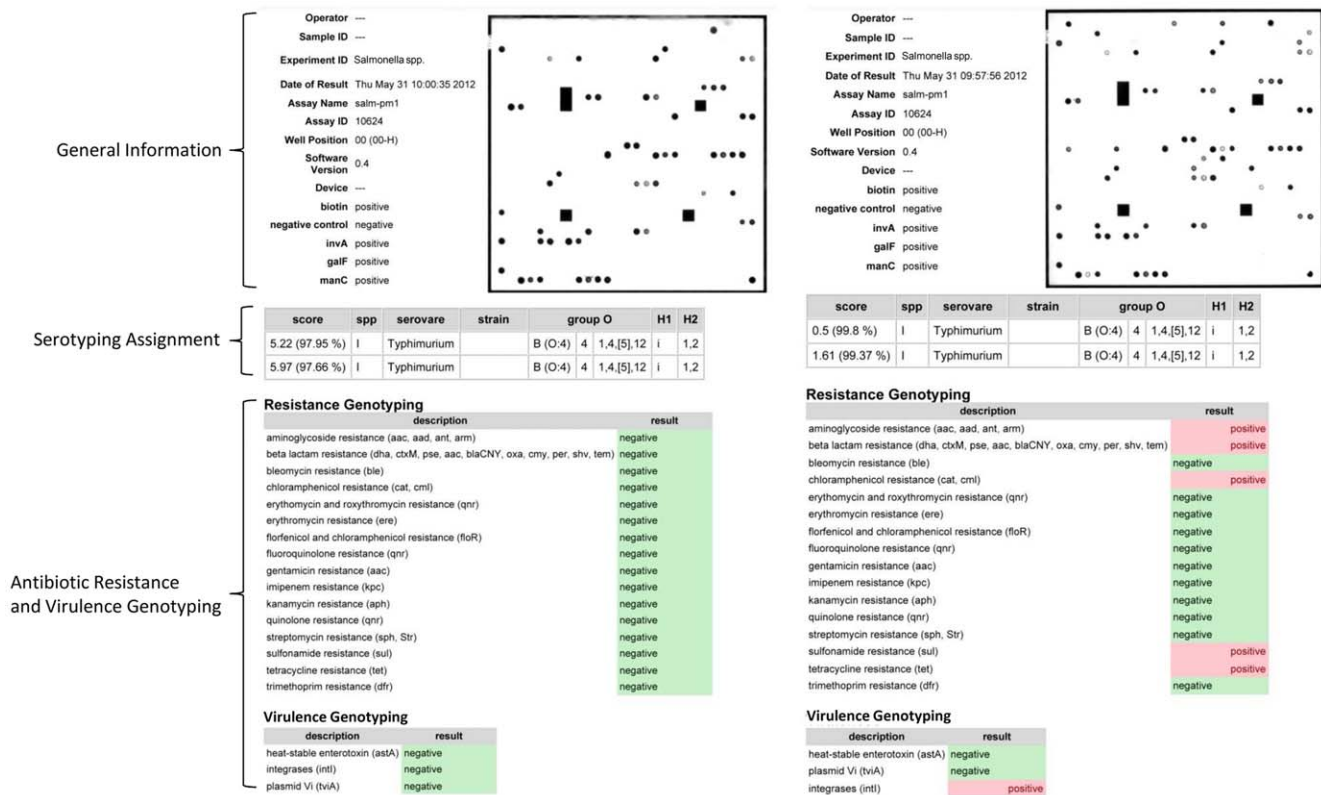 General Information
Operator ---
Sample ID ---
Experiment ID Salmonella spp.
Date of Result Thu May 31 10:00:35 2012
Assay Name salm-pm1
Assay ID 10624
Well Position 00 (00-H)
Software
Version 0.4
Device ---
biotin positive
negative control negative
invA positive
galF positive
manC positive
Operator ---
Sample ID ---
Experiment ID Salmonella spp.
Date of Result Thu May 31 09:57:56 2012
Assay Name salm-pm1
Assay ID 10624
Well Position 00 (00-H)
Software Version 0.4
Device ---
biotin positive
negative control negative
invA positive
galF positive
manC positive
Serotyping Assignment
score spp serovare strain group O H1 H2
5.22 (97.95 %) I Typhimurium B (O:4) 4 1,4,[5],12 i 1,2
5.97 (97.66 %) I Typhimurium B (O:4) 4 1,4,[5],12 i 1,2
score spp serovare strain group O H1 H2
0.5 (99.8 %) I Typhimurium B (O:4) 4 1,4,[5],12 i 1,2
1.61 (99.37 %) I Typhimurium B (O:4) 4 1,4,[5],12 i 1,2
Antibiotic Resistance
and Virulence Genotyping
Resistance Genotyping
description result
aminoglycoside resistance (aac, aad, ant, arm) negative
beta lactam resistance (dha, ctxM, pse, aac, blaCNY, oxa, cmy, per, shv, tem) negative
bleomycin resistance (ble) negative
chloramphenicol resistance (cat, cml) negative
erythomycin and roxythromycin resistance (qnr) negative
erythromycin resistance (ere) negative
florfenicol and chloramphenicol resistance (floR) negative
fluoroquinolone resistance (qnr) negative
gentamicin resistance (aac) negative
imipenem resistance (kpc) negative
kanamycin resistance (aph) negative
quinolone resistance (qnr) negative
streptomycin resistance (sph, Str) negative
sulfonamide resistance (sul) negative
tetracycline resistance (tet) negative
trimethoprim resistance (dfr) negative
Virulence Genotyping
description result
heat-stable enterotoxin (astA) negative
integrases (intI) negative
plasmid Vi (tviA) negative
Resistance Genotyping
description result
aminoglycoside resistance (aac, aad, ant, arm) positive
beta lactam resistance (dha, ctxM, pse, aac, blaCNY, oxa, cmy, per, shv, tem) positive
bleomycin resistance (ble) negative
chloramphenicol resistance (cat, cml) positive
erythomycin and roxythromycin resistance (qnr) negative
erythromycin resistance (ere) negative
florfenicol and chloramphenicol resistance (floR) negative
fluoroquinolone resistance (qnr) negative
gentamicin resistance (aac) negative
imipenem resistance (kpc) negative
kanamycin resistance (aph) negative
quinolone resistance (qnr) negative
streptomycin resistance (sph, Str) negative
sulfonamide resistance (sul) positive
tetracycline resistance (tet) positive
trimethoprim resistance (dfr) negative
Virulence Genotyping
description result
heat-stable enterotoxin (astA) negative
plasmid Vi (tviA) negative
integrases (intI) positive